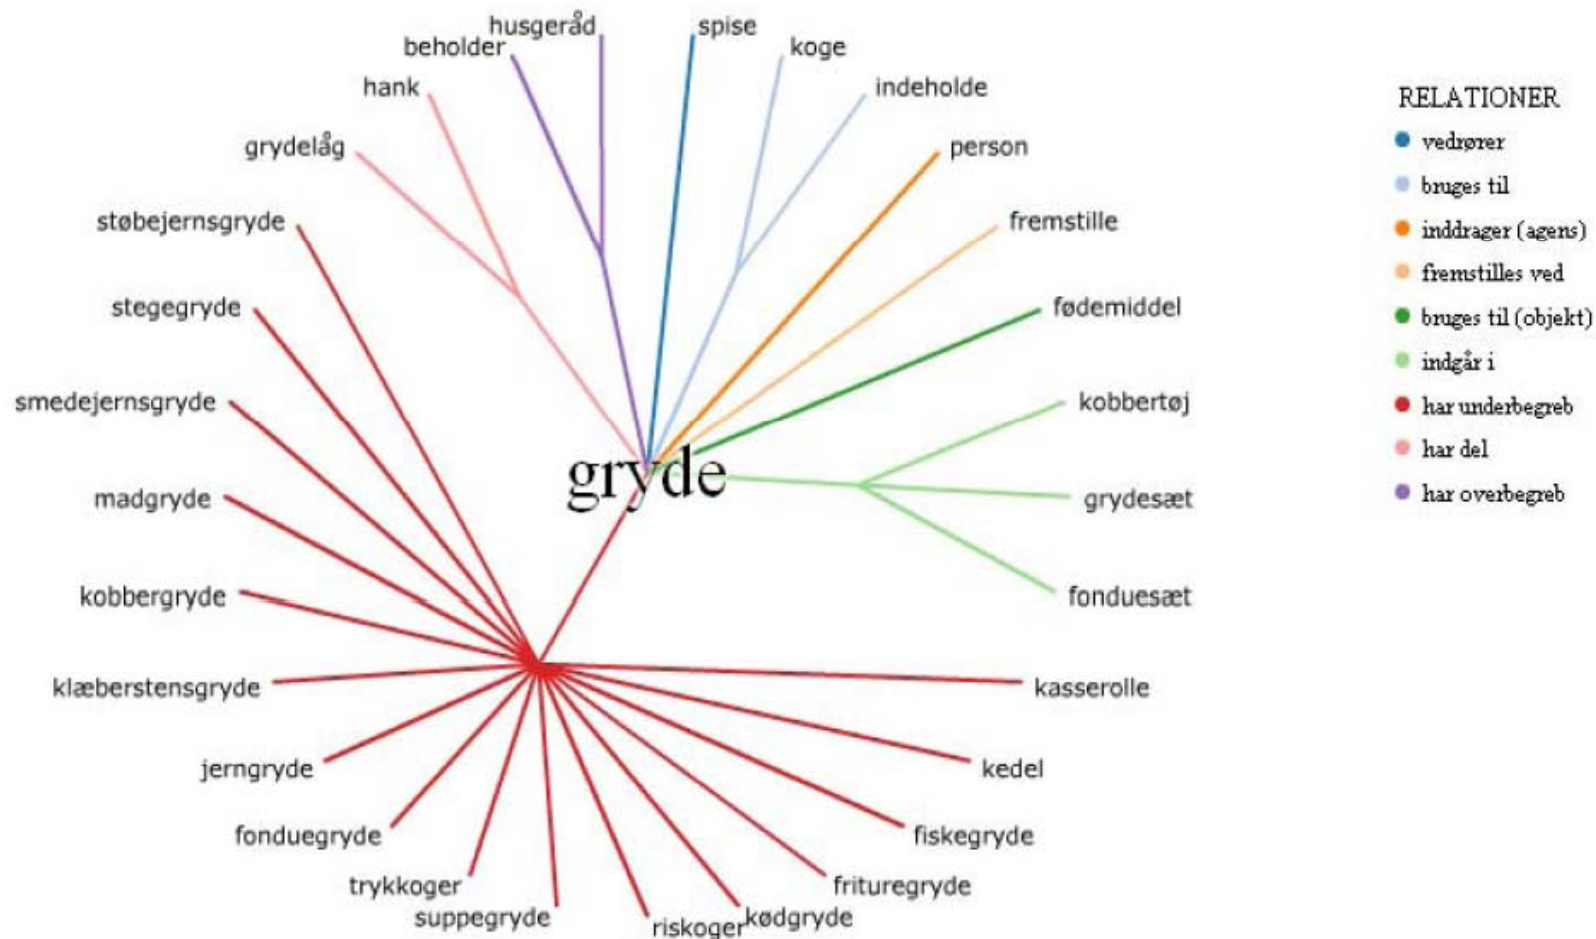 husgeråd
spise
beholder
koge
hank
indeholde
grydelåg
person
støbejernsgryde
fremstille
stegegryde
fødemiddel
smedejernsgryde
kobbertøj
gryde
madgryde
grydesæt
kobbergryde
fonduesæt
klæberstensgryde
kasserolle
jerngryde
kedel
fonduegryde
fiskegryde
trykkoger
frituregryde
suppegryde
kødgryde
riskoger
RELATIONER
vedrører
bruges til
inddrager (agens)
fremstilles ved
bruges til (objekt)
indgår i
har underbegreb
har del
har overbegreb